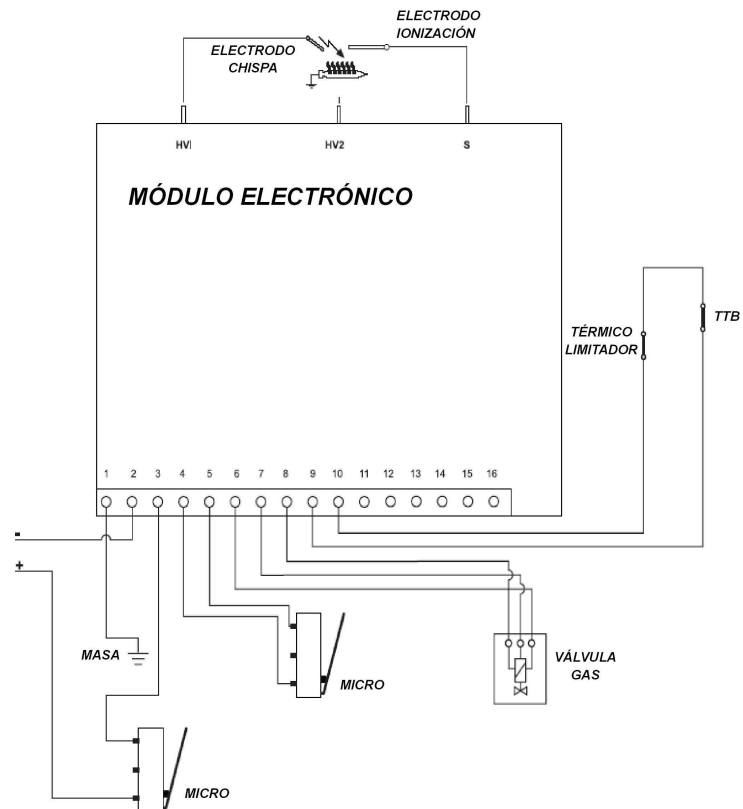 ELECTRODO
IONIZACIÓN
ELECTRODO
CHISPA
HVI
HV2
S
MÓDULO ELECTRÓNICO
TTB
TÉRMICO
LIMITADOR
1 2 3 4 5 6 7 8 9 10 11 12 13 14 15 16
-
+
MASA
MICRO
VÁLVULA
GAS
MICRO